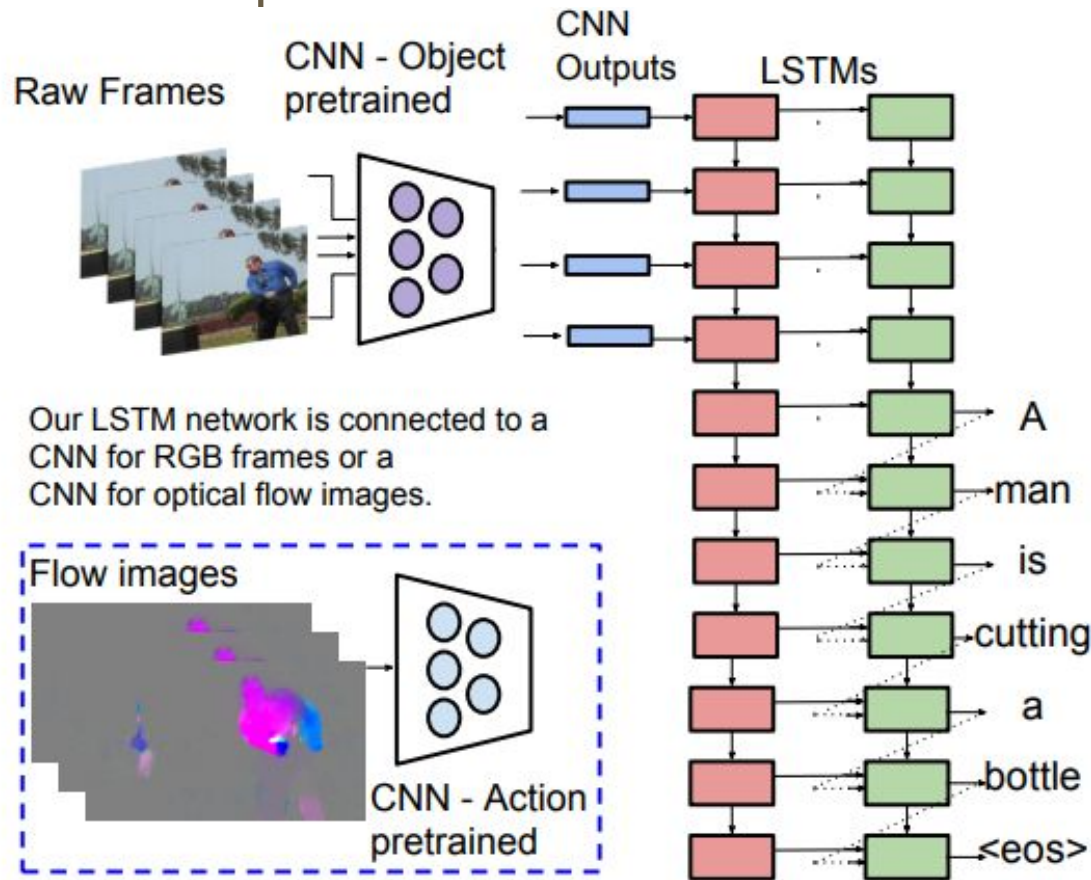 Raw Frames
CNN - Object
pretrained
CNN
Outputs
LSTMs
Our LSTM network is connected to a
CNN for RGB frames or a
CNN for optical flow images.
Flow images
CNN - Action
pretrained
A
man
is
cutting
a
bottle
<eos>